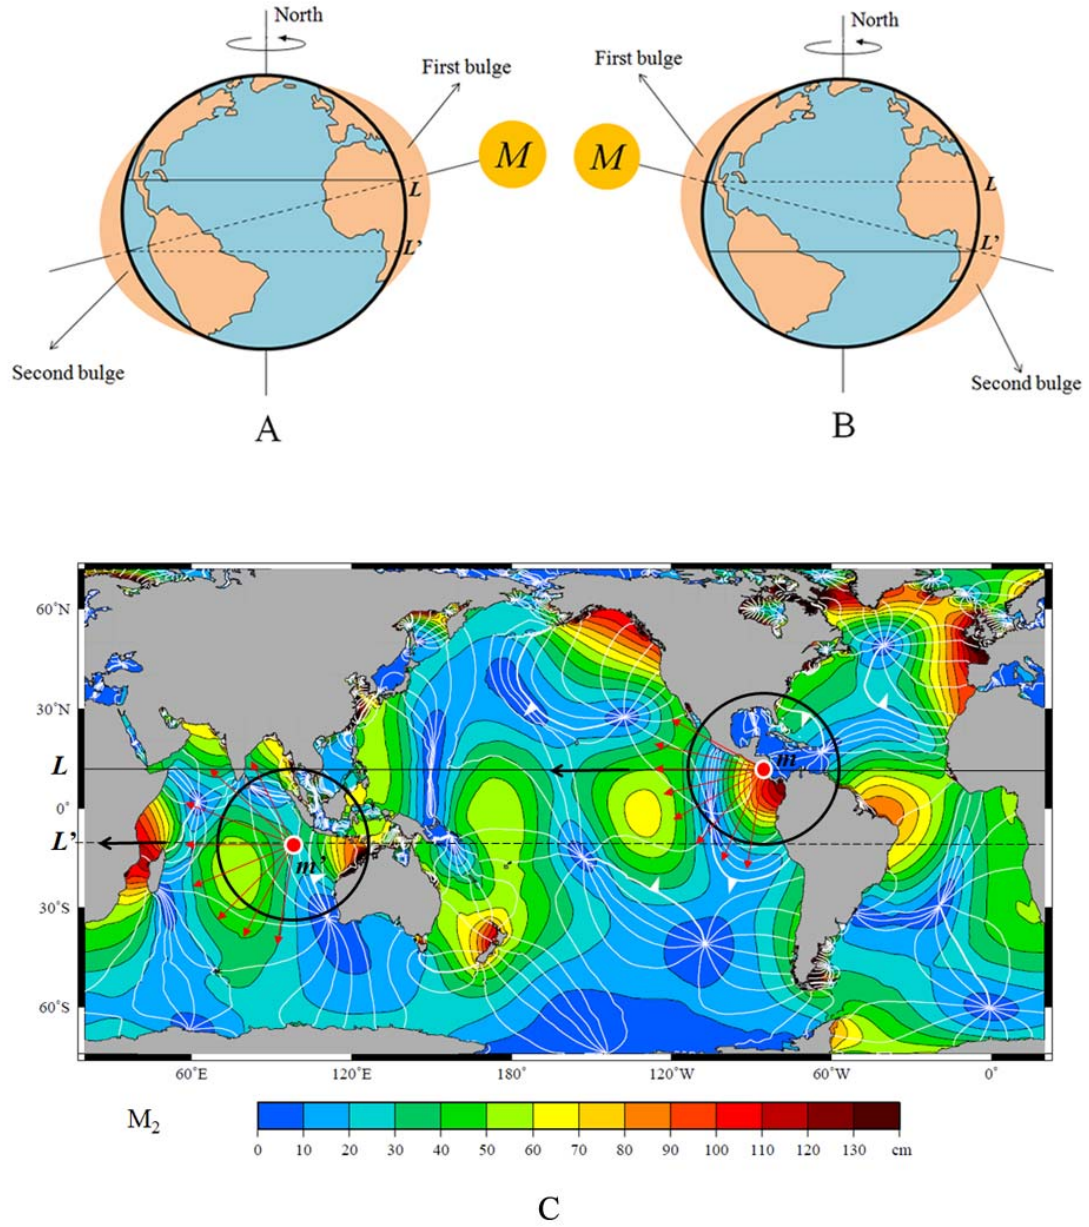 North
First bulge
M
L
L'
Second bulge
A
North
First bulge
M
L
L'
Second bulge
B
60°N
30°N
L
0°
L'
30°S
60°S
m
m'
60°E 120°E 180° 120°W 60°W 0°
M2
0 10 20 30 40 50 60 70 80 90 100 110 120 130 cm
C